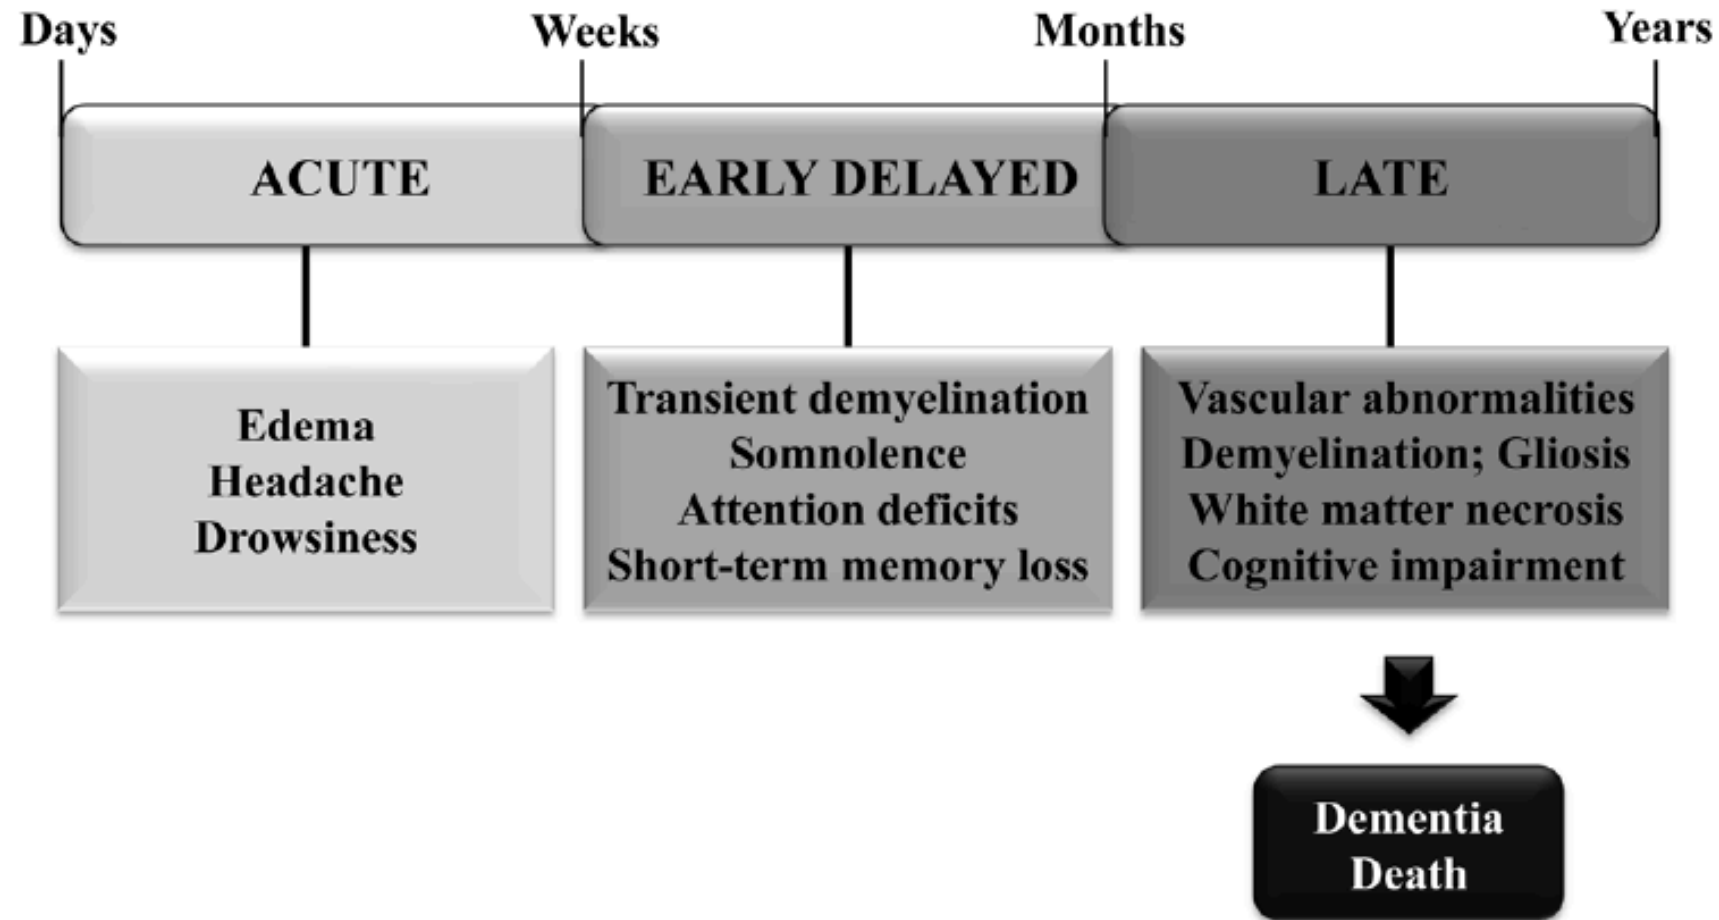 Days
Weeks
Months
Years
ACUTE
EARLY DELAYED
LATE
Edema
Headache
Drowsiness
Transient demyelination
Somnolence
Attention deficits
Short-term memory loss
Vascular abnormalities
Demyelination; Gliosis
White matter necrosis
Cognitive impairment
Dementia
Death